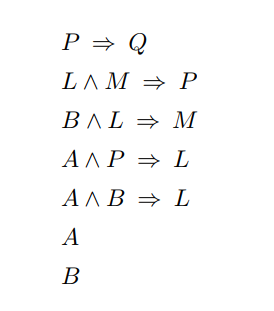 P ⇒ Q
L ∧ M ⇒ P
B ∧ L ⇒ M
A ∧ P ⇒ L
A ∧ B ⇒ L
A
B